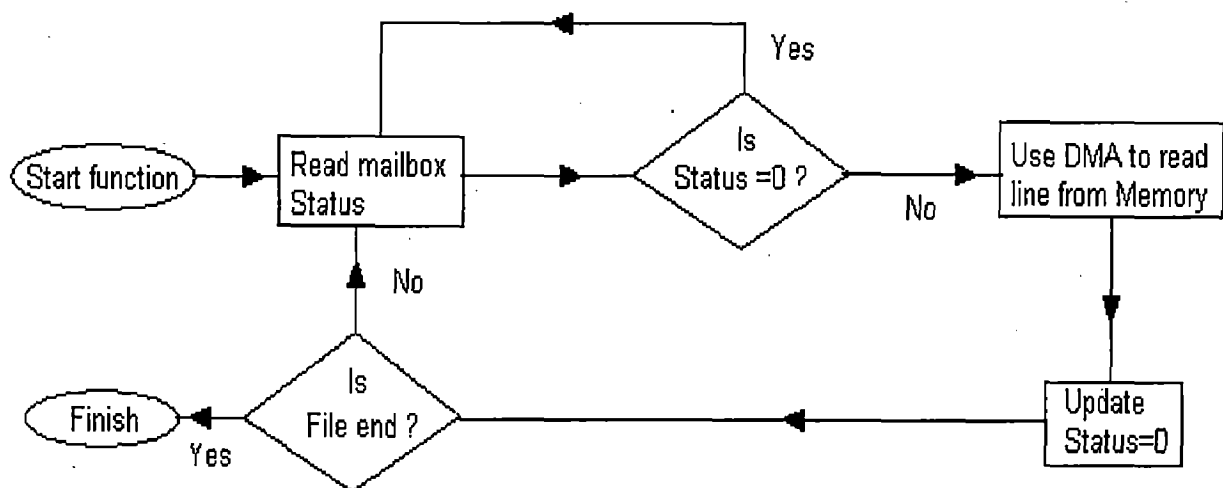 Start function
Read mailbox
Status
Is
Status =0 ?
Yes
No
Use DMA to read
line from Memory
Update
Status=0
Is
File end ?
No
Yes
Finish